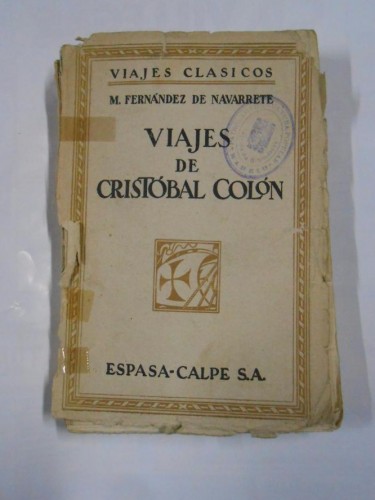 VIAJES CLASICOS
M. FERNÁNDEZ DE NAVARRETE
VIAJES
DE
CRISTÓBAL COLÓN
ESPASA-CALPE S.A.